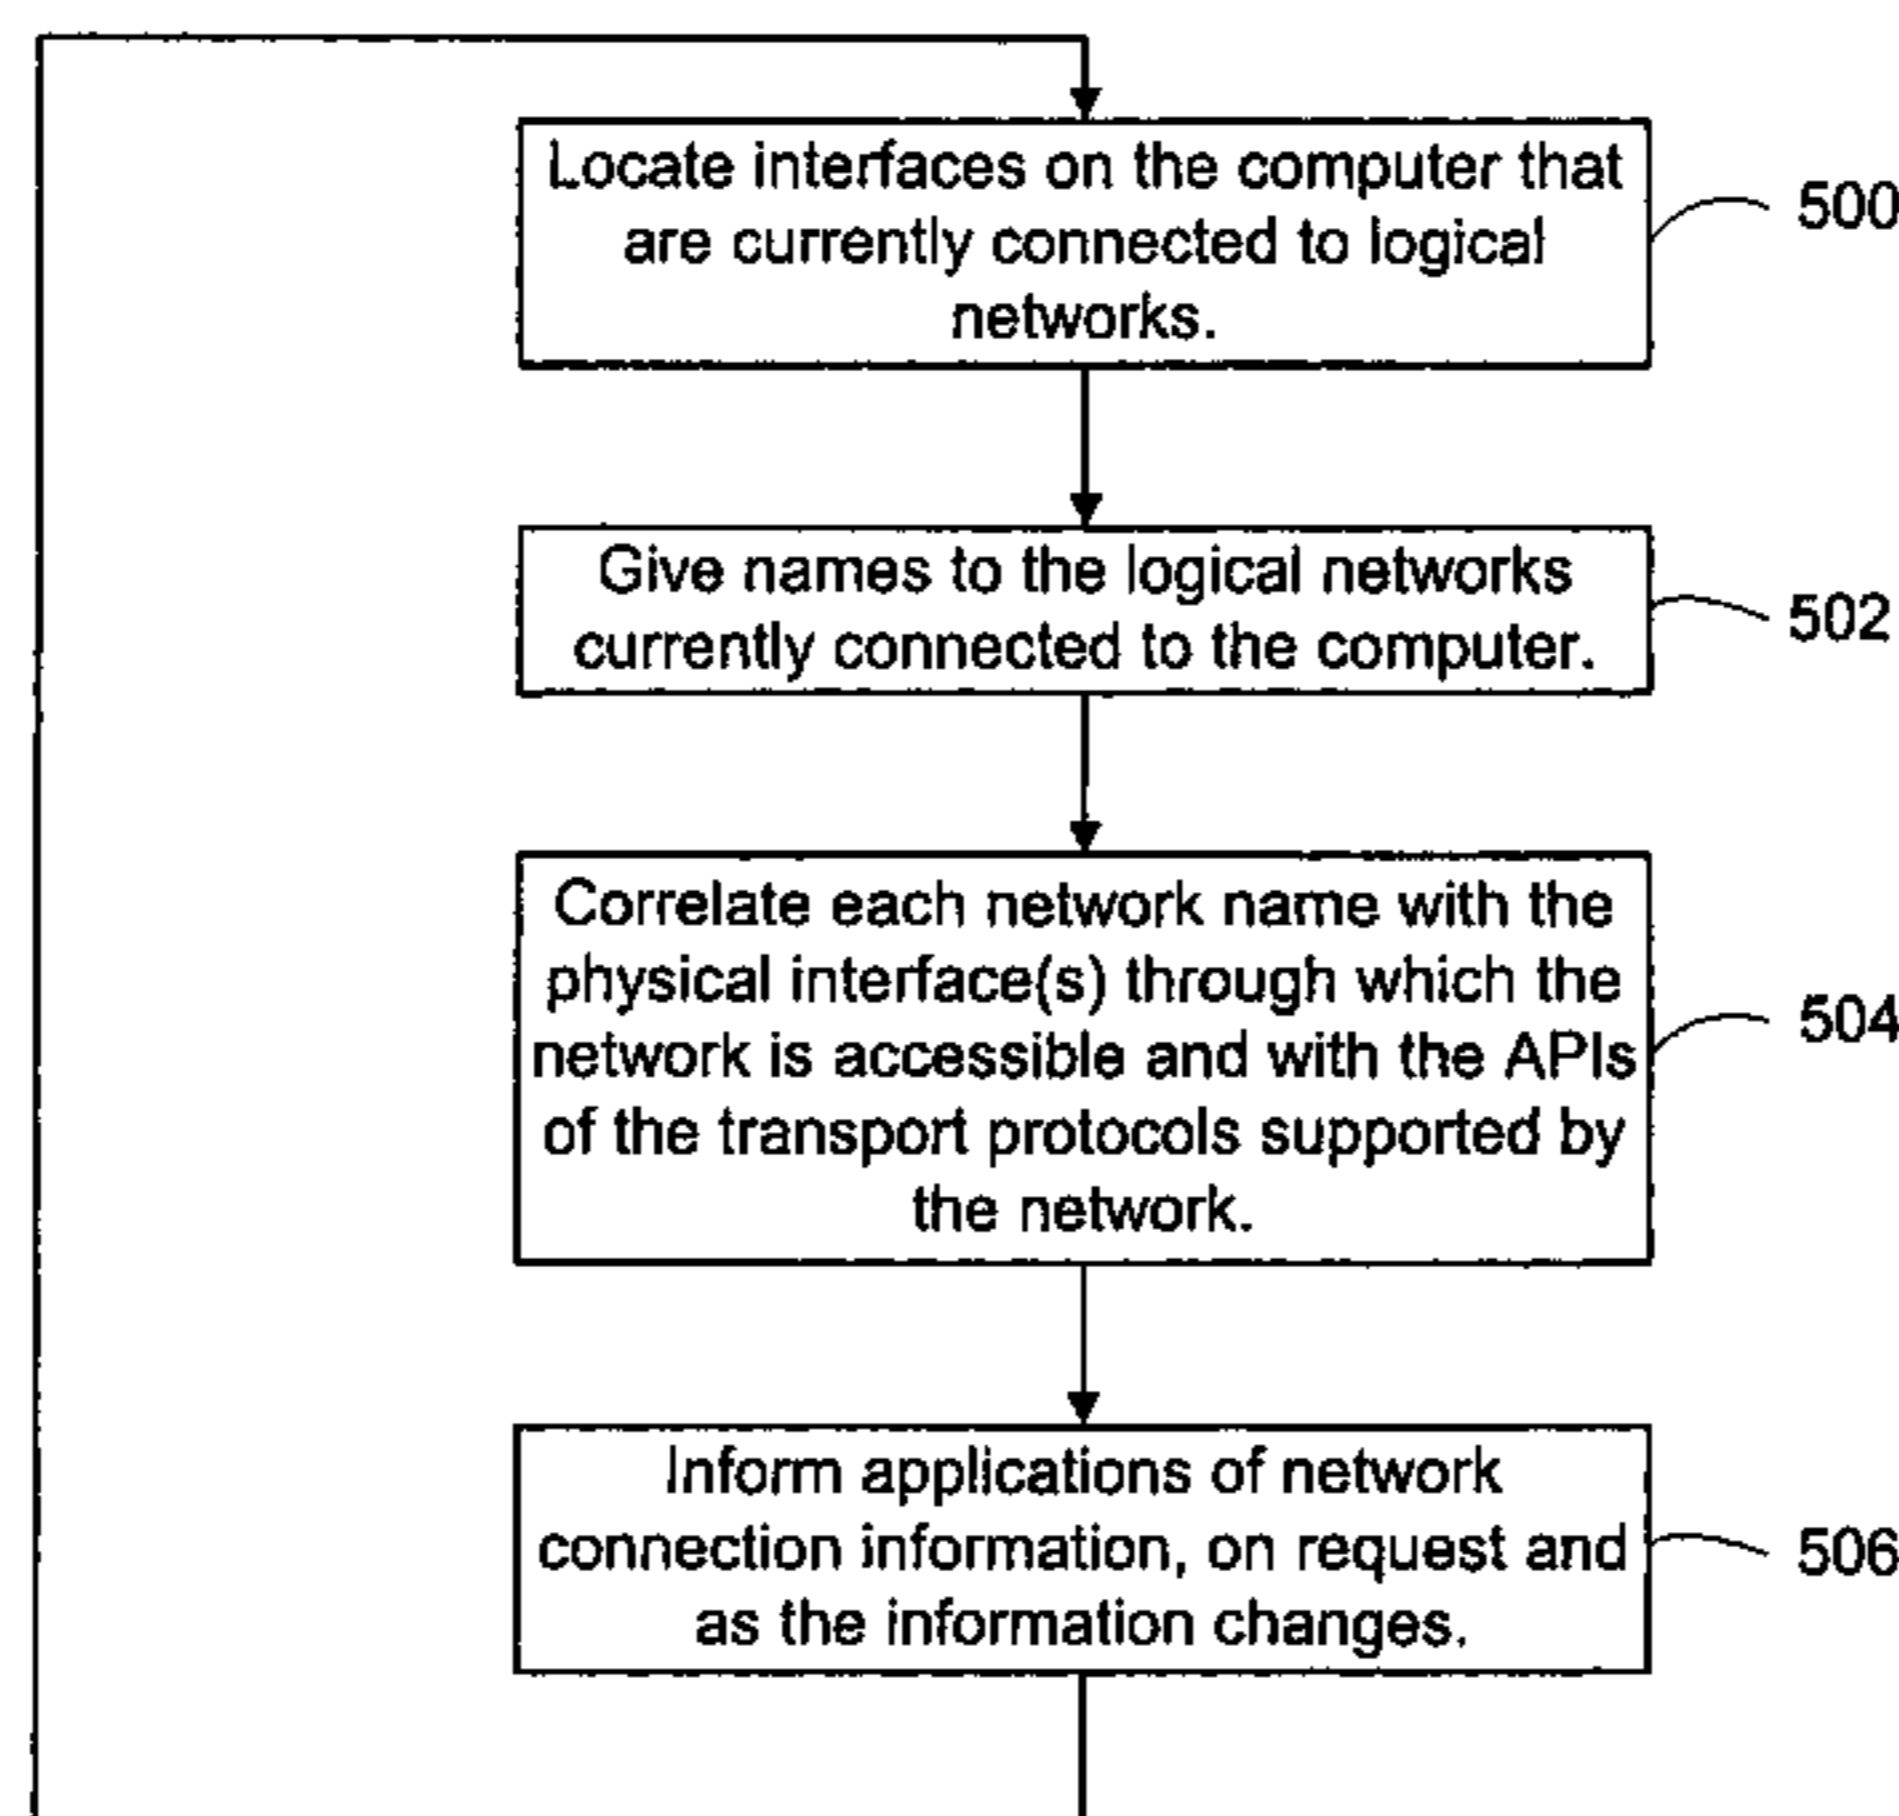 Locate interfaces on the computer that
are currently connected to logical
networks.
500
Give names to the logical networks
currently connected to the computer.
502
Correlate each network name with the
physical interface(s) through which the
network is accessible and with the APIs
of the transport protocols supported by
the network.
504
Inform applications of network
connection information, on request and
as the information changes.
506